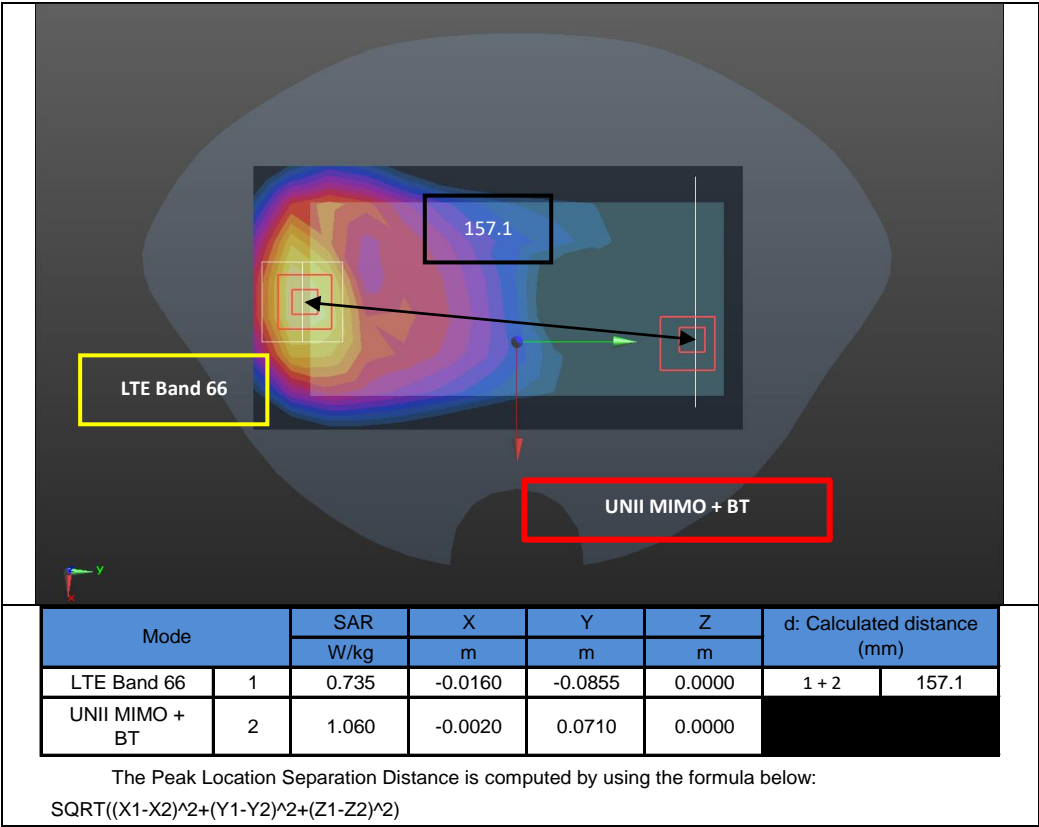 157.1
LTE Band 66
UNII MIMO + BT
Y
X
Mode SAR X Y Z d: Calculated distance (mm)
W/kg m m m
LTE Band 66 1 0.735 -0.0160 -0.0855 0.0000 1 + 2 157.1
UNII MIMO + BT 2 1.060 -0.0020 0.0710 0.0000
The Peak Location Separation Distance is computed by using the formula below:
SQRT((X1-X2)^2+(Y1-Y2)^2+(Z1-Z2)^2)